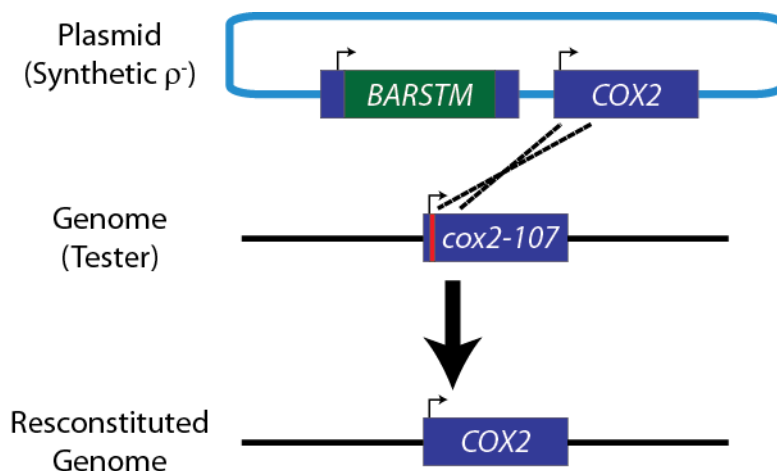 Plasmid
(Synthetic ρ-)
BARSTM
COX2
Genome
(Tester)
cox2-107
Resconstituted
Genome
COX2